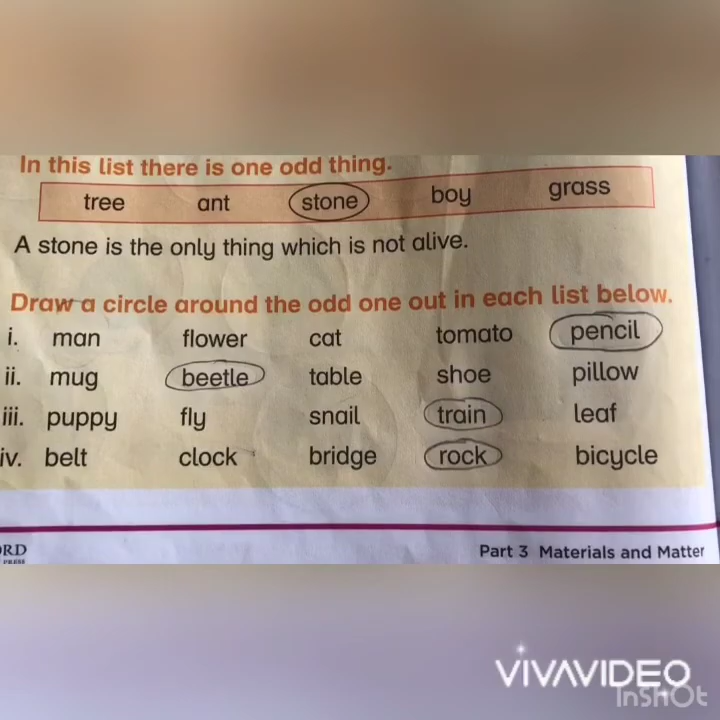 In this list there is one odd thing.
tree ant stone boy grass
A stone is the only thing which is not alive.
Draw a circle around the odd one out in each list below.
i. man flower cat tomato pencil
ii. mug beetle table shoe pillow
iii. puppy fly snail train leaf
iv. belt clock bridge rock bicycle
ORD
PRESS
Part 3 Materials and Matter
VIVAVIDEO
InShOt